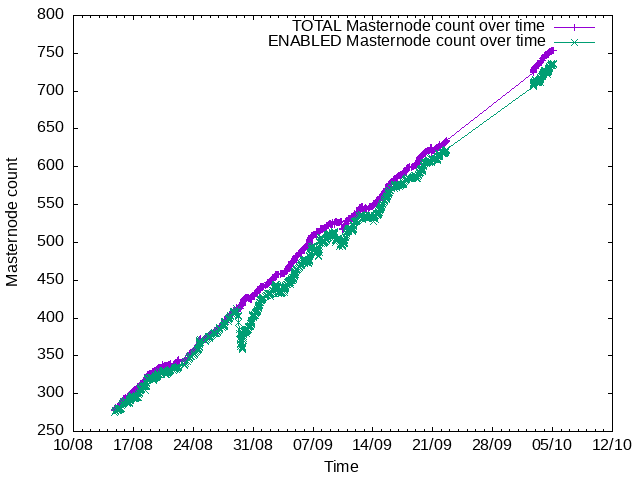 TOTAL Masternode count over time
ENABLED Masternode count over time
800
750
700
650
600
550
500
450
400
350
300
250
Masternode count
10/08 17/08 24/08 31/08 07/09 14/09 21/09 28/09 05/10 12/10
Time